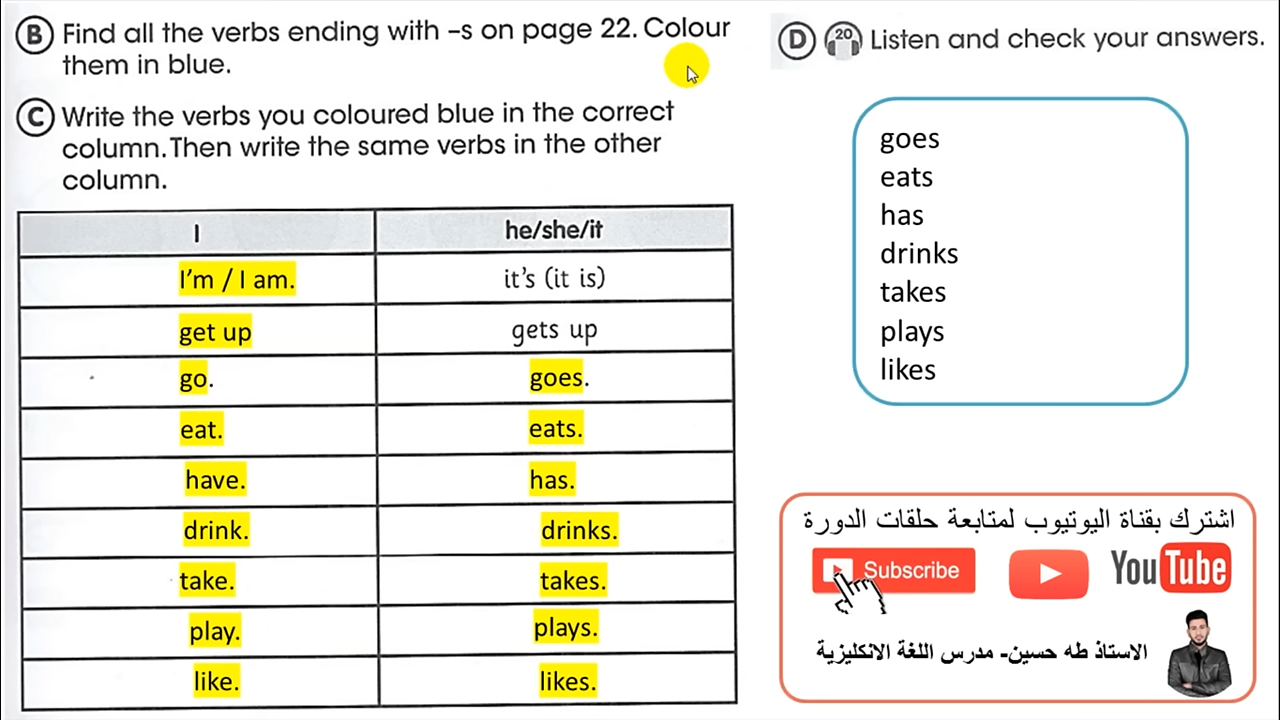 B Find all the verbs ending with –s on page 22. Colour
them in blue.
C Write the verbs you coloured blue in the correct
column. Then write the same verbs in the other
column.
I he/she/it
I'm / I am. it's (it is)
get up gets up
go. goes.
eat. eats.
have. has.
drink. drinks.
take. takes.
play. plays.
like. likes.
D 20 Listen and check your answers.
goes
eats
has
drinks
takes
plays
likes
اشترك بقناة اليوتيوب لمتابعة حلقات الدورة
Subscribe YouTube
الاستاذ طه حسين- مدرس اللغة الانكليزية